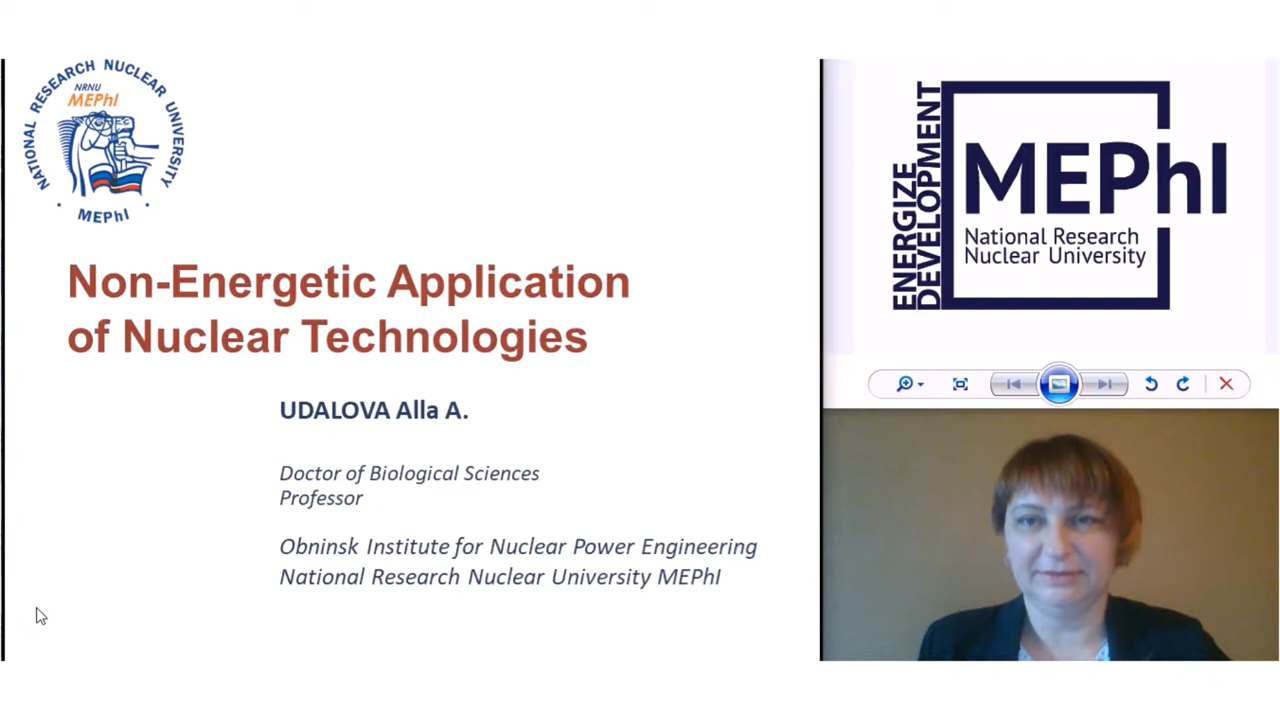 NATIONAL RESEARCH NUCLEAR UNIVERSITY
NRNU
MEPhI
· MEPhI ·
Non-Energetic Application
of Nuclear Technologies
UDALOVA Alla A.
Doctor of Biological Sciences
Professor
Obninsk Institute for Nuclear Power Engineering
National Research Nuclear University MEPhI
ENERGIZE
DEVELOPMENT
MEPhI
National Research
Nuclear University